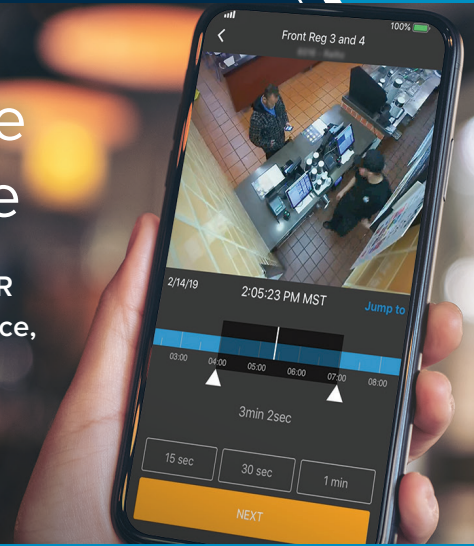 100%
Front Reg 3 and 4
e
e
R
ce,
2/14/19
2:05:23 PM MST
Jump to
03:00
04:00
05:00
06:00
07:00
08:00
3min 2sec
15 sec
30 sec
1 min
NEXT